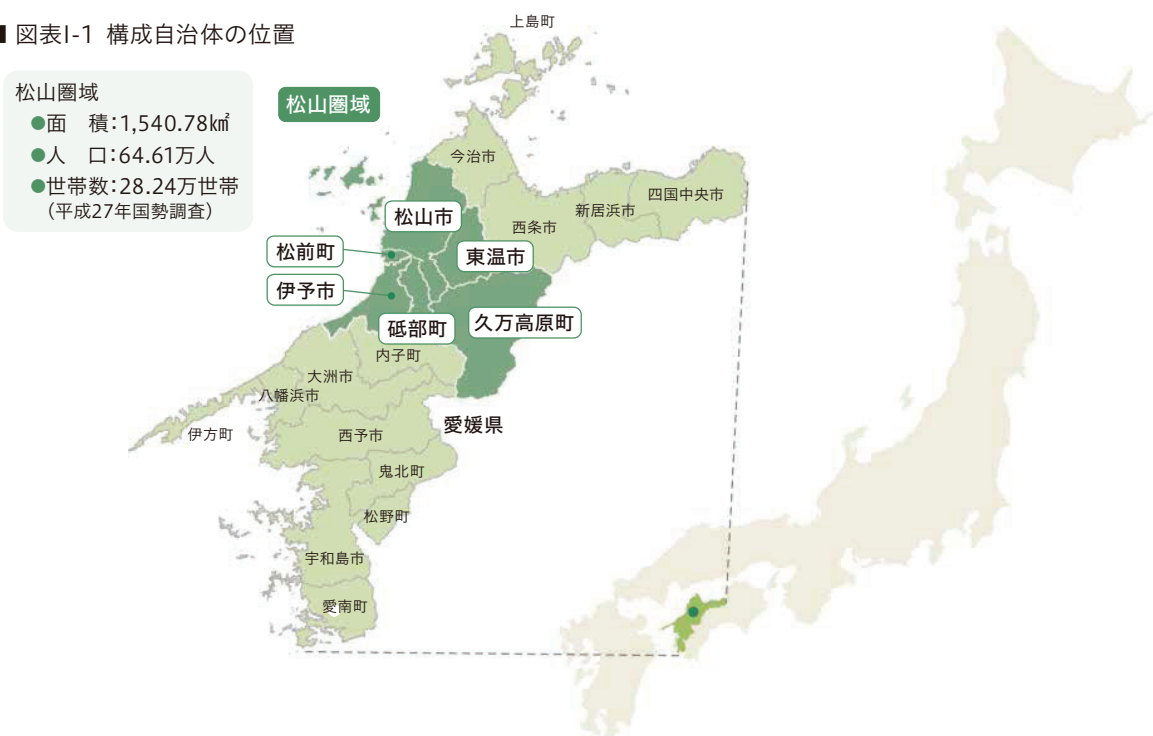 ■ 図表I-1 構成自治体の位置
松山圏域
●面　積：1,540.78㎢
●人　口：64.61万人
●世帯数：28.24万世帯
（平成27年国勢調査）
松山圏域
上島町
今治市
四国中央市
新居浜市
西条市
松山市
東温市
松前町
伊予市
砥部町
久万高原町
内子町
大洲市
八幡浜市
伊方町
愛媛県
西予市
鬼北町
松野町
宇和島市
愛南町